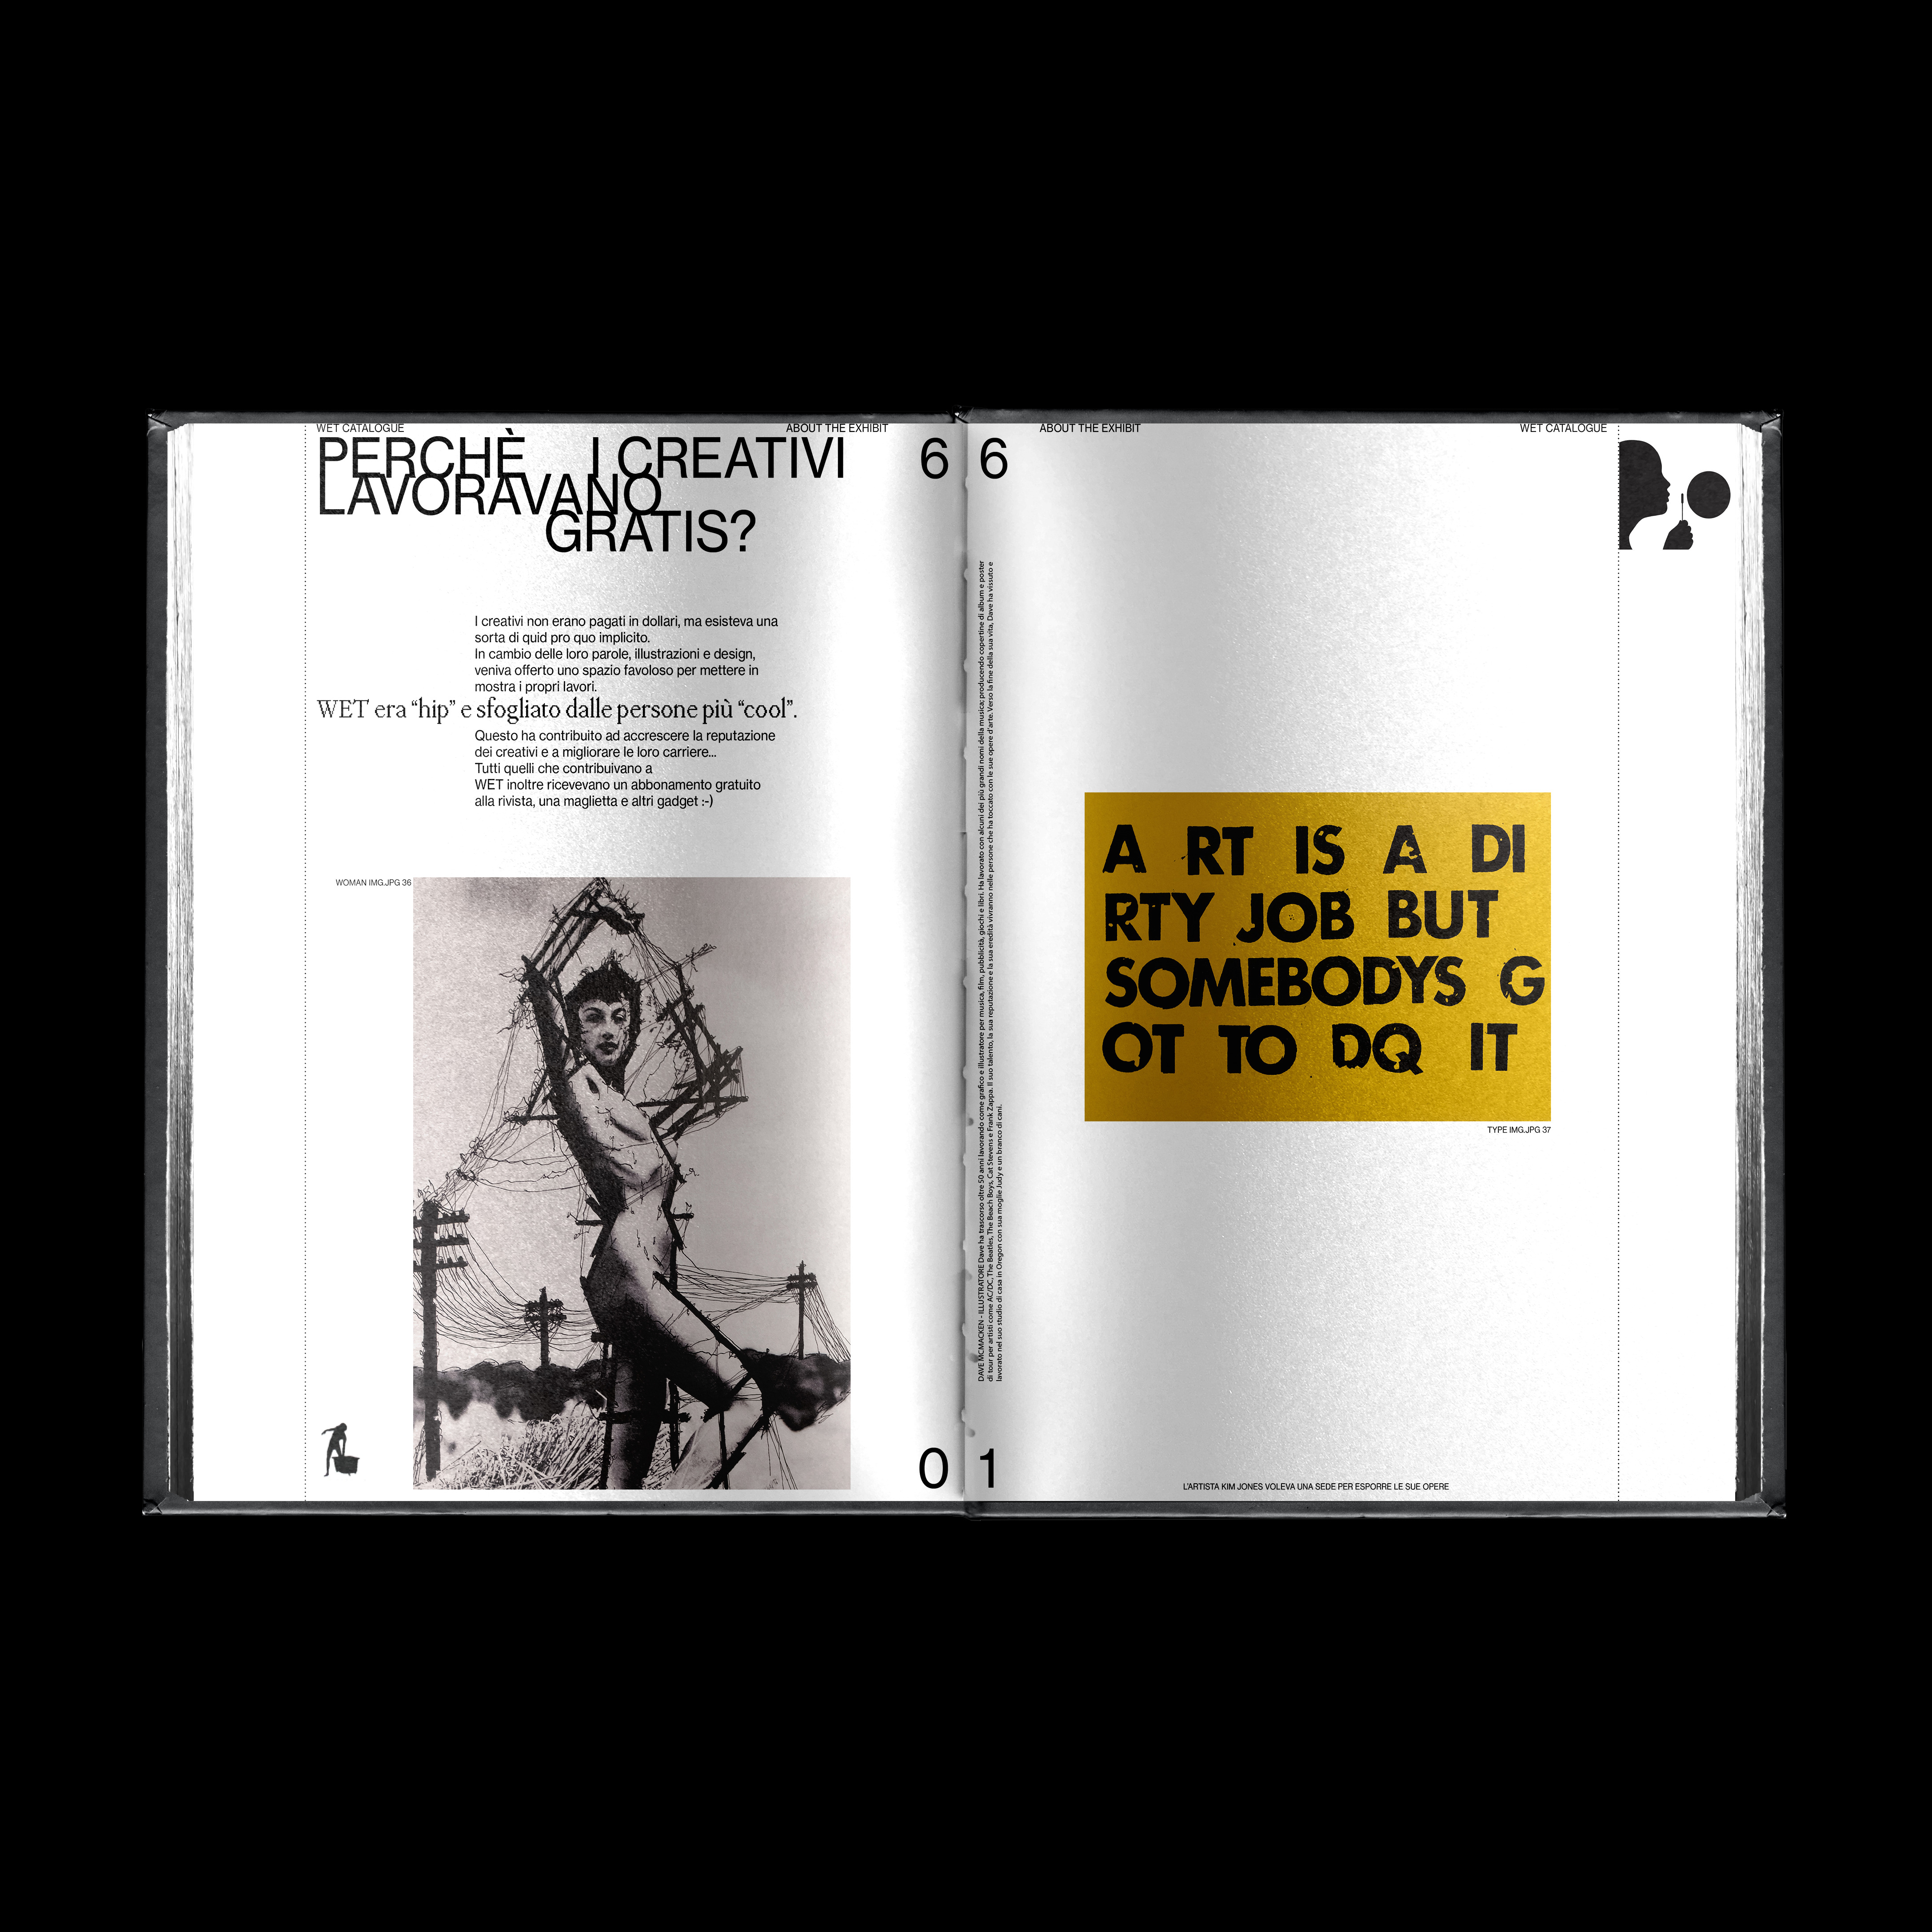 WET CATALOGUE
ABOUT THE EXHIBIT
PERCHÈ I CREATIVI
LAVORAVANO
GRATIS?
6
I creativi non erano pagati in dollari, ma esisteva una
sorta di quid pro quo implicito.
In cambio delle loro parole, illustrazioni e design,
veniva offerto uno spazio favoloso per mettere in
mostra i propri lavori.
WET era “hip” e sfogliato dalle persone più “cool”.
Questo ha contribuito ad accrescere la reputazione
dei creativi e a migliorare le loro carriere...
Tutti quelli che contribuivano a
WET inoltre ricevevano un abbonamento gratuito
alla rivista, una maglietta e altri gadget :-)
WOMAN IMG.JPG 36
0
ABOUT THE EXHIBIT
WET CATALOGUE
6
DAVE MCMACKEN - ILLUSTRATORE Dave ha trascorso oltre 50 anni lavorando come grafico e illustratore per musica, film, pubblicità, giochi e libri. Ha lavorato con alcuni dei più grandi nomi della musica; producendo copertine di album e poster
di tour per artisti come AC/DC, The Beatles, The Beach Boys, Cat Stevens e Frank Zappa. Il suo talento, la sua reputazione e la sua eredità vivranno nelle persone che ha toccato con le sue opere d'arte. Verso la fine della sua vita, Dave ha vissuto e
lavorato nel suo studio di casa in Oregon con sua moglie Judy e un branco di cani.
A RT IS A DI
RTY JOB BUT
SOMEBODYS G
OT TO DO IT
TYPE IMG.JPG 37
1
L'ARTISTA KIM JONES VOLEVA UNA SEDE PER ESPORRE LE SUE OPERE